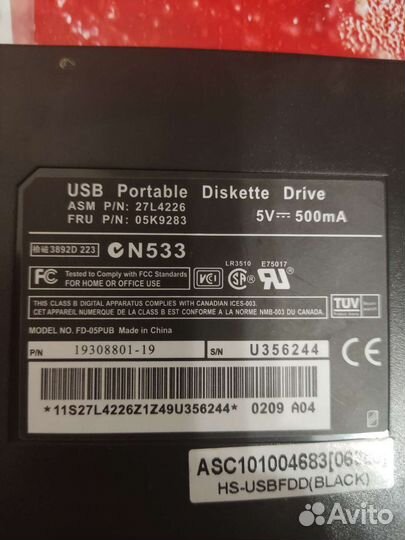 USB Portable Diskette Drive
ASM P/N: 27L4226
FRU P/N: 05K9283
5V⎓500mA
3892D 223
N533
LR3510
E75017
FC
Tested to Comply with FCC Standards
FOR HOME OR OFFICE USE
VCI
THIS CLASS B DIGITAL APPARATUS COMPLIES WITH CANADIAN ICES-003.
CET APPAREIL NUMERIQUE DE LA CLASSE B EST CONFORME A LA NORME NMB-003 DU CANADA.
TUV
MODEL NO. FD-05PUB Made in China
P/N
19308801-19
S/N
U356244
*11S27L4226Z1Z49U356244*
0209 A04
ASC101004683
HS-USBFDD(BLACK)
Avito